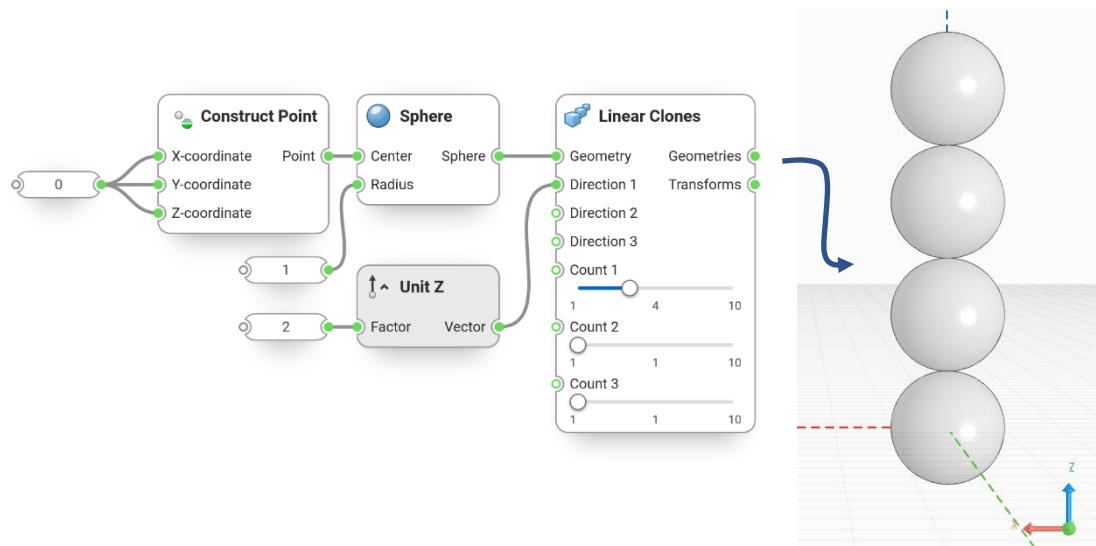 Construct Point
X-coordinate Point
Y-coordinate
Z-coordinate
0
Sphere
Center Sphere
Radius
1
Unit Z
Factor Vector
2
Linear Clones
Geometry Geometries
Direction 1 Transforms
Direction 2
Direction 3
Count 1
1 4 10
Count 2
1 1 10
Count 3
1 1 10
Z
X